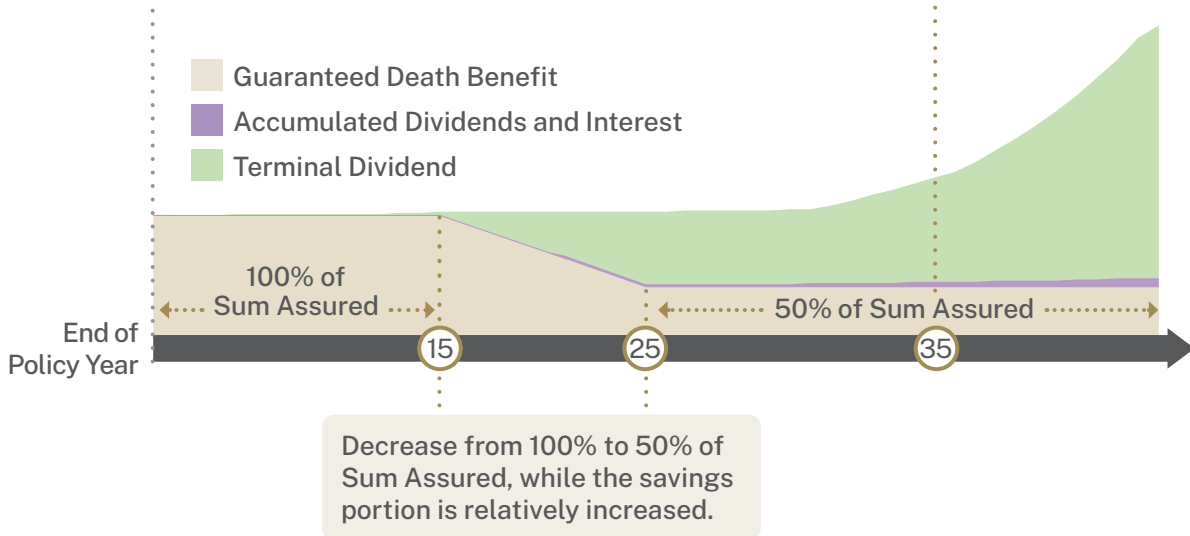 Guaranteed Death Benefit
Accumulated Dividends and Interest
Terminal Dividend
100% of
Sum Assured
50% of Sum Assured
End of
Policy Year
15
25
35
Decrease from 100% to 50% of
Sum Assured, while the savings
portion is relatively increased.